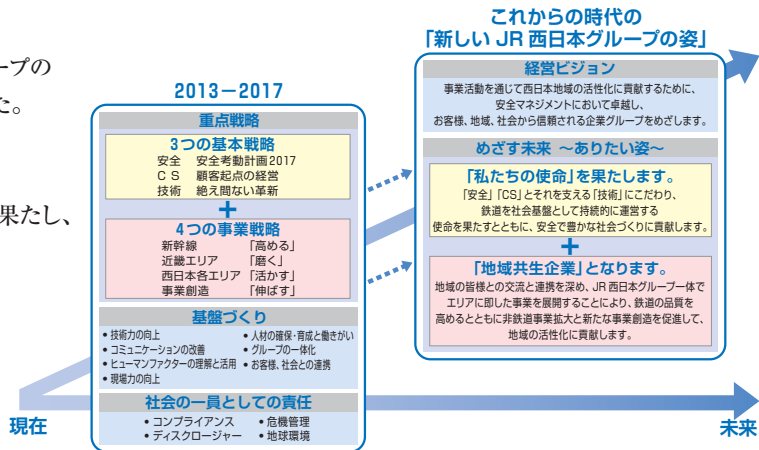 ープの
た。
果たし、
2013－2017
重点戦略
3つの基本戦略
安全　安全考動計画2017
ＣＳ　顧客起点の経営
技術　絶え間ない革新
＋
4つの事業戦略
新幹線　「高める」
近畿エリア　「磨く」
西日本各エリア「活かす」
事業創造　「伸ばす」
基盤づくり
• 技術力の向上
• コミュニケーションの改善
• ヒューマンファクターの理解と活用
• 現場力の向上
• 人材の確保・育成と働きがい
• グループの一体化
• お客様、社会との連携
社会の一員としての責任
• コンプライアンス　• 危機管理
• ディスクロージャー　• 地球環境
これからの時代の
「新しい JR 西日本グループの姿」
経営ビジョン
事業活動を通じて西日本地域の活性化に貢献するために、
安全マネジメントにおいて卓越し、
お客様、地域、社会から信頼される企業グループをめざします。
めざす未来 ～ありたい姿～
「私たちの使命」を果たします。
「安全」「CS」とそれを支える「技術」にこだわり、
鉄道を社会基盤として持続的に運営する
使命を果たすとともに、安全で豊かな社会づくりに貢献します。
＋
「地域共生企業」となります。
地域の皆様との交流と連携を深め、JR 西日本グループ一体で
エリアに即した事業を展開することにより、鉄道の品質を
高めるとともに非鉄道事業拡大と新たな事業創造を促進して、
地域の活性化に貢献します。
現在
未来